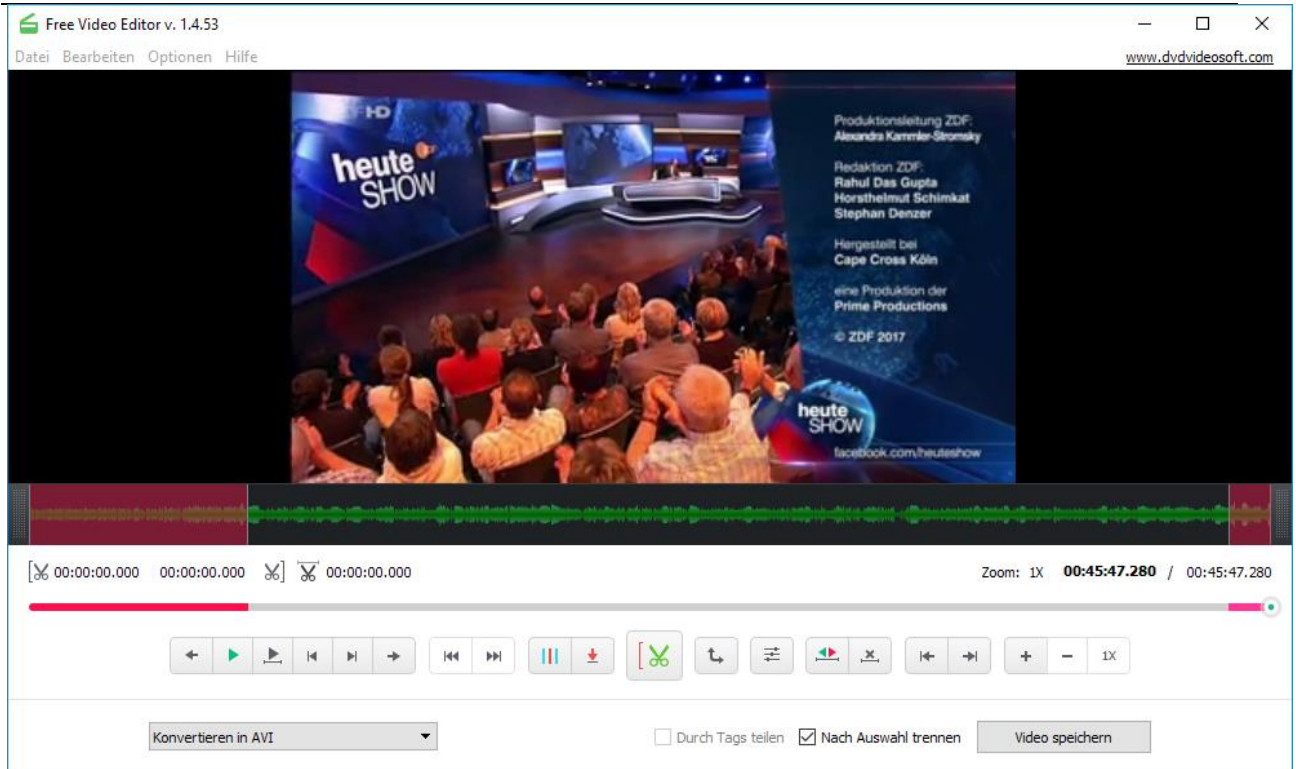 Free Video Editor v. 1.4.53
Datei Bearbeiten Optionen Hilfe
www.dvdvideosoft.com
HD
heute
SHOW
Produktionsleitung ZDF:
Alexandra Kammler-Stromsky
Redaktion ZDF:
Rahul Das Gupta
Horsthelmut Schimkat
Stephan Denzer
Hergestellt bei
Cape Cross Köln
eine Produktion der
Prime Productions
© ZDF 2017
heute
SHOW
facebook.com/heuteshow
00:00:00.000 00:00:00.000 00:00:00.000
Zoom: 1X 00:45:47.280 / 00:45:47.280
1X
Konvertieren in AVI
Durch Tags teilen
Nach Auswahl trennen
Video speichern